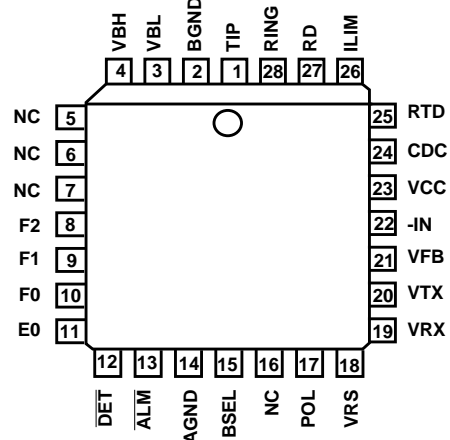 VBH VBL BGND TIP RING RD ILIM
4 3 2 1 28 27 26
NC 5 25 RTD
NC 6 24 CDC
NC 7 23 VCC
F2 8 22 -IN
F1 9 21 VFB
F0 10 20 VTX
E0 11 19 VRX
12 13 14 15 16 17 18
DET ALM AGND BSEL NC POL VRS